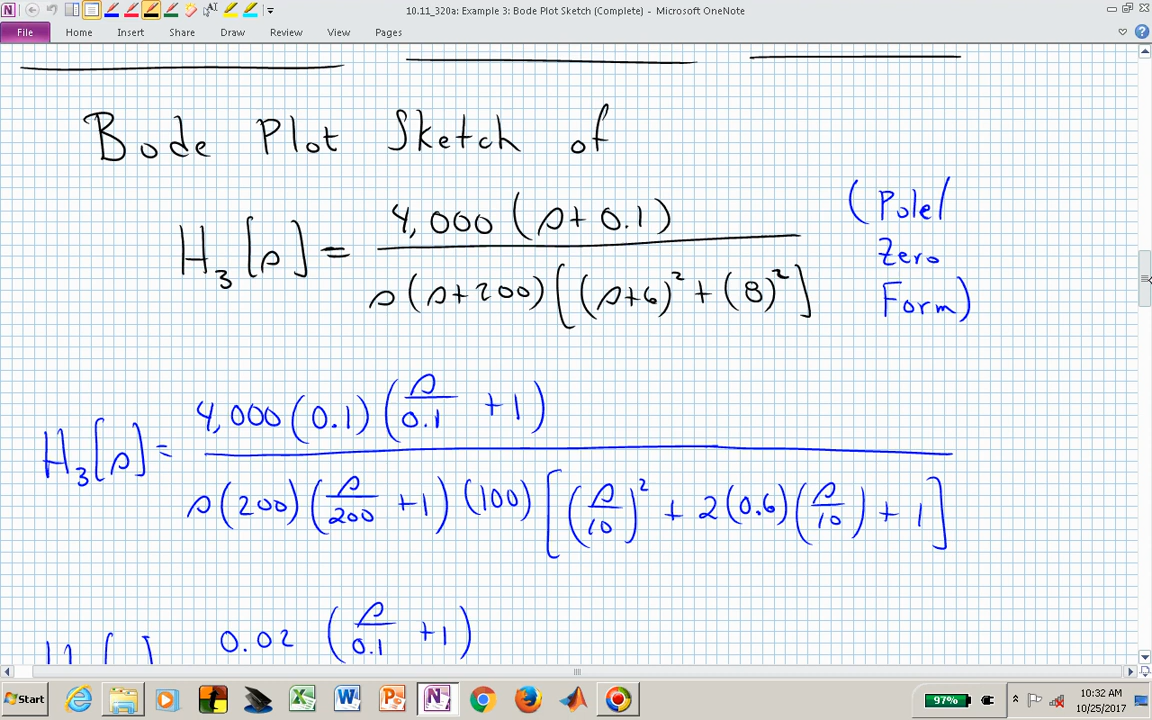 10.11_320a: Example 3: Bode Plot Sketch (Complete) - Microsoft OneNote
File Home Insert Share Draw Review View Pages
Bode Plot Sketch of
H₃[s] = 4,000 (s + 0.1) / s(s+200)[(s+6)² + (8)²]
(Pole/
Zero
Form)
H₃[s] = 4,000(0.1)(s/0.1 + 1) / s(200)(s/200 + 1)(100)[(s/10)² + 2(0.6)(s/10) + 1]
0.02 (s/0.1 + 1)
Start
97%
10:32 AM
10/25/2017